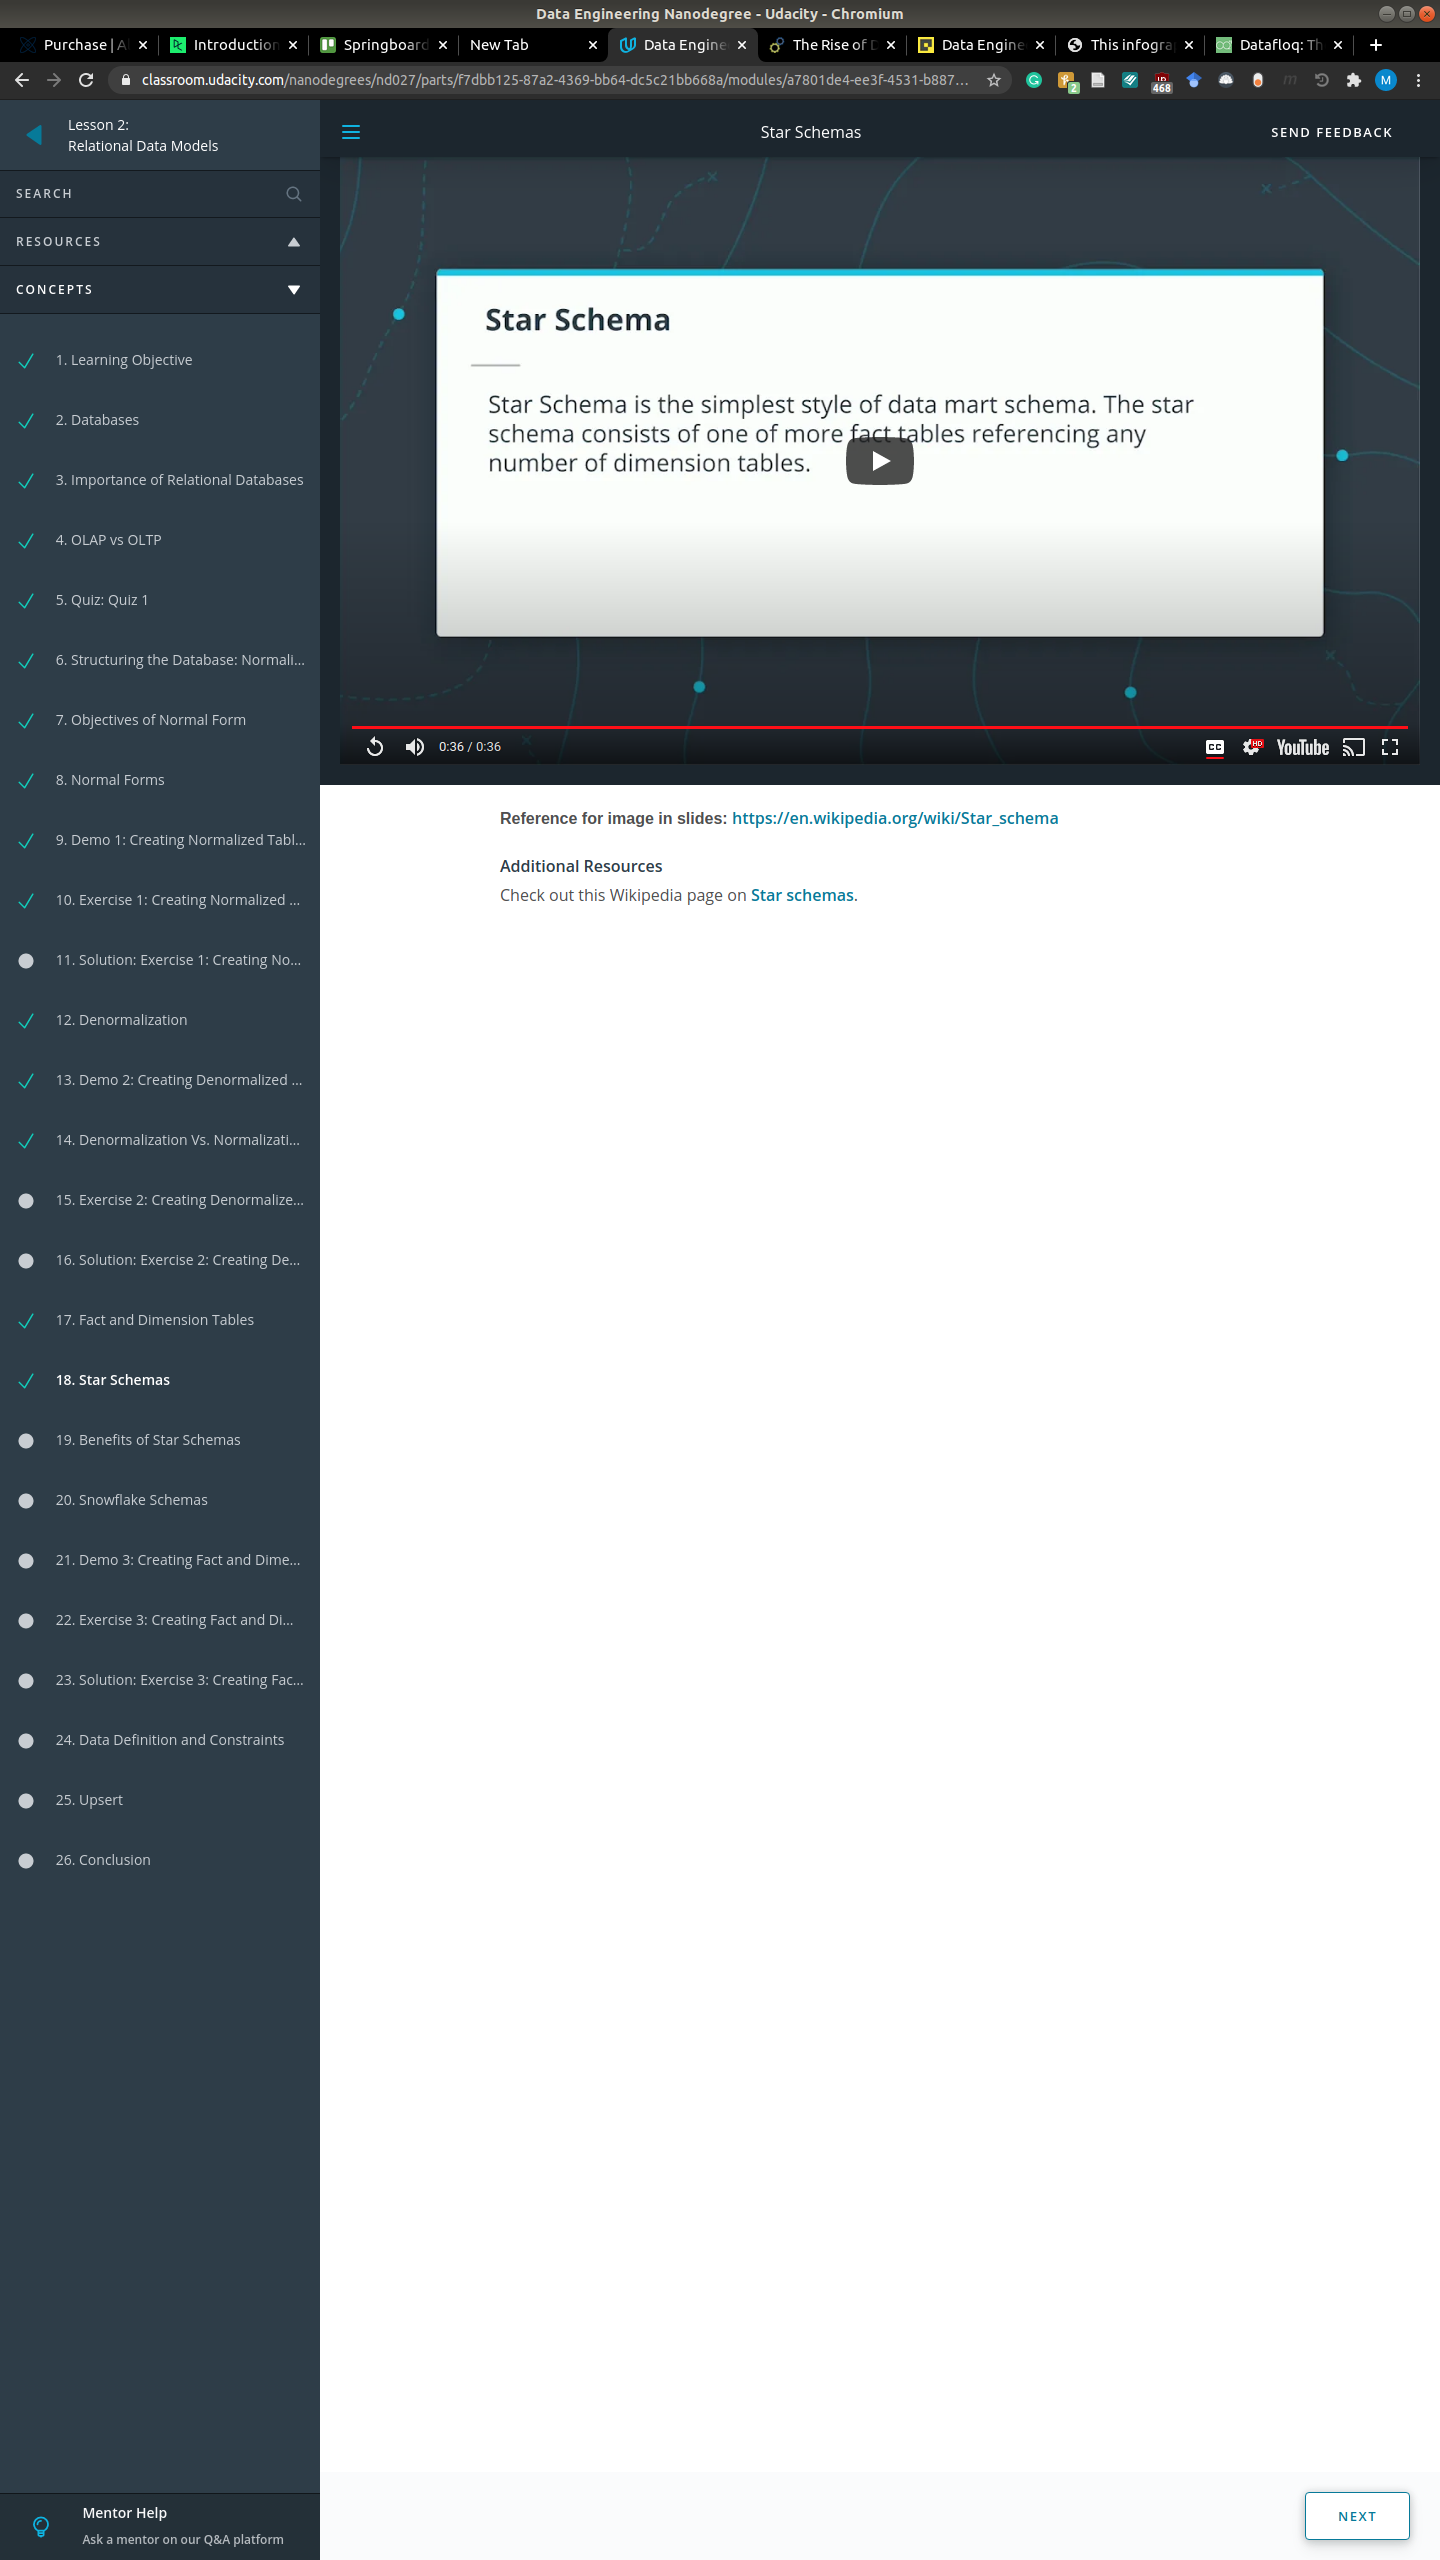 Data Engineering Nanodegree - Udacity - Chromium
Purchase | A
Introduction
Springboard
New Tab
Data Engine
The Rise of D
Data Engine
This infogra
Datafloq: Th
classroom.udacity.com/nanodegrees/nd027/parts/f7dbb125-87a2-4369-bb64-dc5c21bb668a/modules/a7801de4-ee3f-4531-b887...
2
468
M
Lesson 2:
Relational Data Models
Star Schemas
SEND FEEDBACK
SEARCH
RESOURCES
CONCEPTS
1. Learning Objective
2. Databases
3. Importance of Relational Databases
4. OLAP vs OLTP
5. Quiz: Quiz 1
6. Structuring the Database: Normali...
7. Objectives of Normal Form
8. Normal Forms
9. Demo 1: Creating Normalized Tabl...
10. Exercise 1: Creating Normalized ...
11. Solution: Exercise 1: Creating No...
12. Denormalization
13. Demo 2: Creating Denormalized ...
14. Denormalization Vs. Normalizati...
15. Exercise 2: Creating Denormalize...
16. Solution: Exercise 2: Creating De...
17. Fact and Dimension Tables
18. Star Schemas
19. Benefits of Star Schemas
20. Snowflake Schemas
21. Demo 3: Creating Fact and Dime...
22. Exercise 3: Creating Fact and Di...
23. Solution: Exercise 3: Creating Fac...
24. Data Definition and Constraints
25. Upsert
26. Conclusion
Mentor Help
Ask a mentor on our Q&A platform
Star Schema
Star Schema is the simplest style of data mart schema. The star
schema consists of one of more fact tables referencing any
number of dimension tables.
0:36 / 0:36
CC
HD
YouTube
Reference for image in slides: https://en.wikipedia.org/wiki/Star_schema
Additional Resources
Check out this Wikipedia page on Star schemas.
NEXT